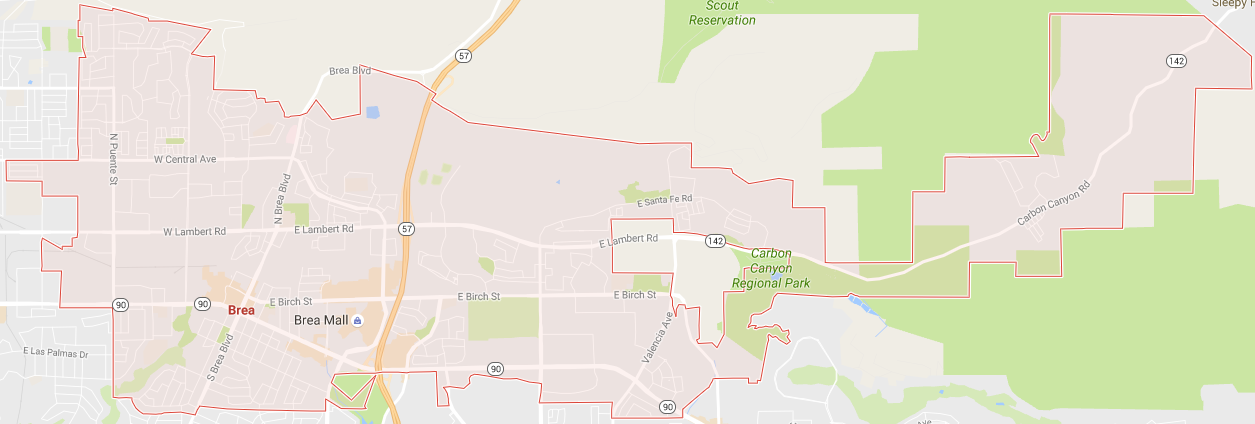 Scout
Reservation
Sleepy H
57
Brea Blvd
142
N Puente St
W Central Ave
N Brea Blvd
E Santa Fe Rd
Carbon Canyon Rd
W Lambert Rd
E Lambert Rd
57
E Lambert Rd
142
Carbon
Canyon
Regional Park
90
90
Brea
E Birch St
E Birch St
E Birch St
Brea Mall
Valencia Ave
S Brea Blvd
E Las Palmas Dr
90
90
Ave